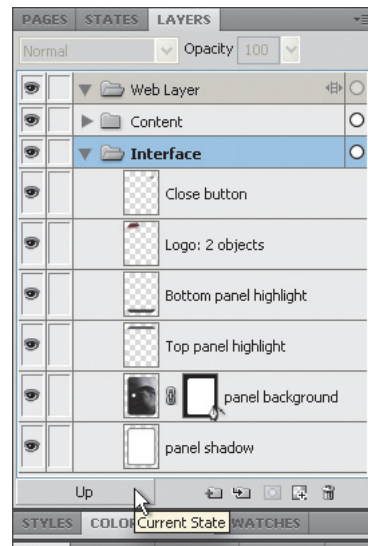 PAGES STATES LAYERS
Normal Opacity 100
Web Layer
Content
Interface
Close button
Logo: 2 objects
Bottom panel highlight
Top panel highlight
panel background
panel shadow
Up
Current State
STYLES COLOR WATCHES